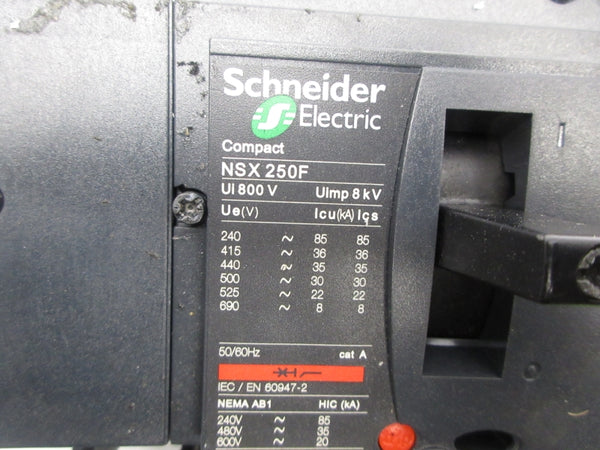 Schneider
Electric
Compact
NSX 250F
Ui 800 V Uimp 8 kV
Ue(V) Icu(kA) Ics
240 ~ 85 85
415 ~ 36 36
440 ~ 35 35
500 ~ 30 30
525 ~ 22 22
690 ~ 8 8
50/60Hz cat A
IEC / EN 60947-2
NEMA AB1 HIC (kA)
240V ~ 85
480V ~ 35
600V ~ 20